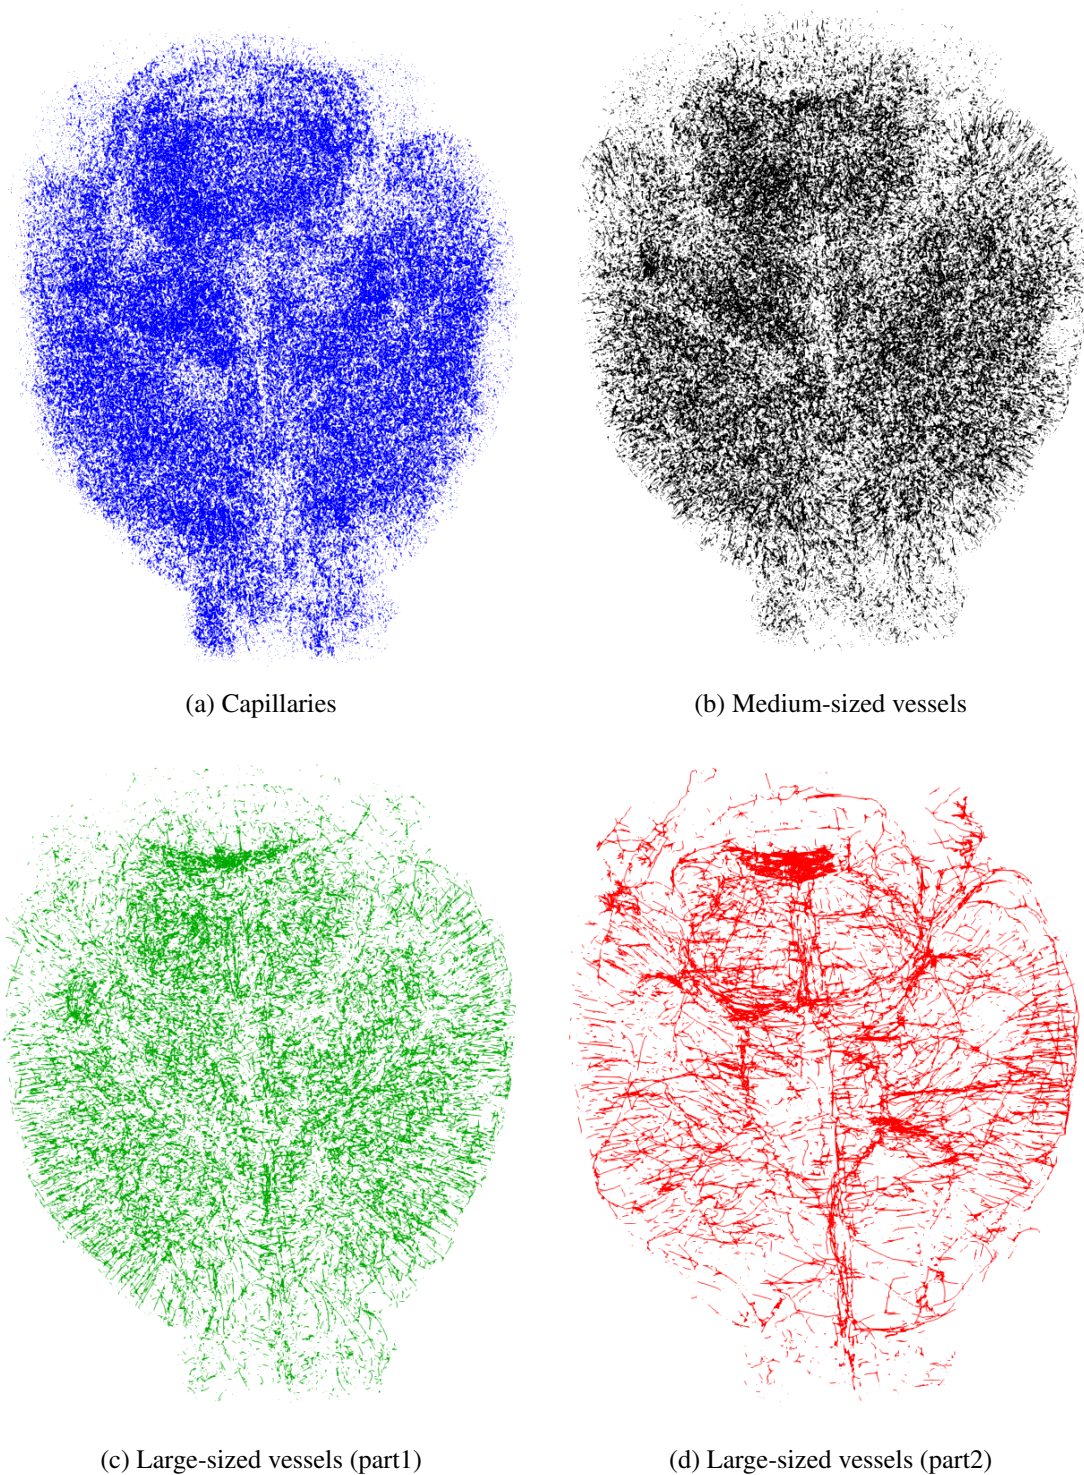 (a) Capillaries
(b) Medium-sized vessels
(c) Large-sized vessels (part1)
(d) Large-sized vessels (part2)